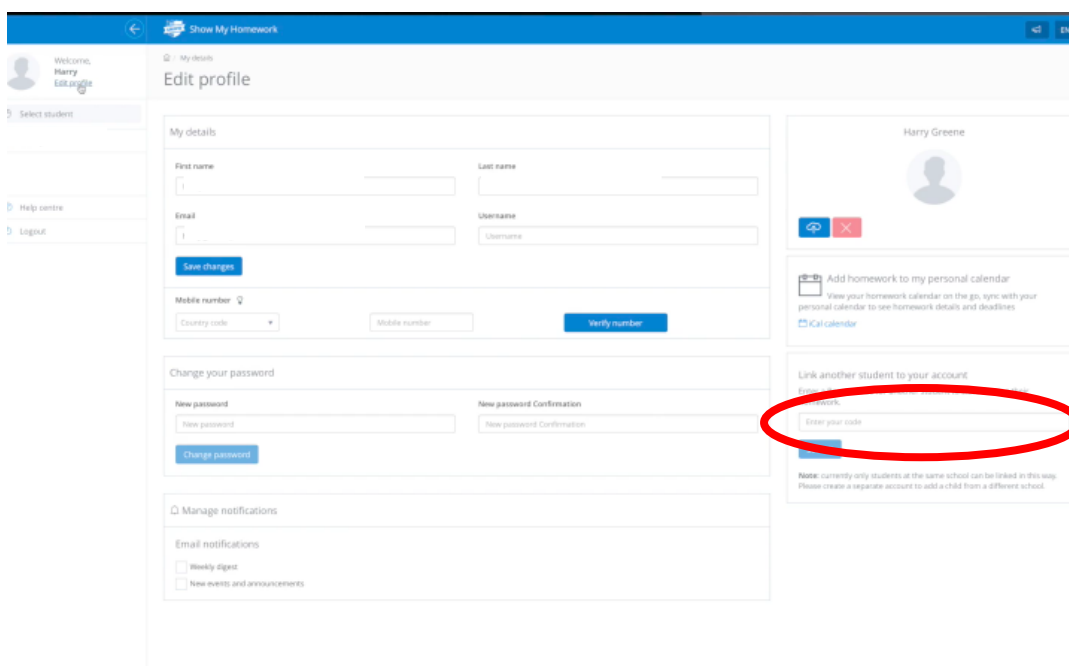 Show My Homework
EN
Welcome,
Harry
Edit profile
Select student
Help centre
Logout
My details
Edit profile
My details
First name
Last name
Email
Username
Username
Save changes
Mobile number
Country code
Mobile number
Verify number
Change your password
New password
New password Confirmation
New password
New password Confirmation
Change password
Manage notifications
Email notifications
Weekly digest
New events and announcements
Harry Greene
Add homework to my personal calendar
View your homework calendar on the go, sync with your
personal calendar to see homework details and deadlines
iCal calendar
Link another student to your account
Enter
homework.
Enter your code
Note: currently only students at the same school can be linked in this way.
Please create a separate account to add a child from a different school.